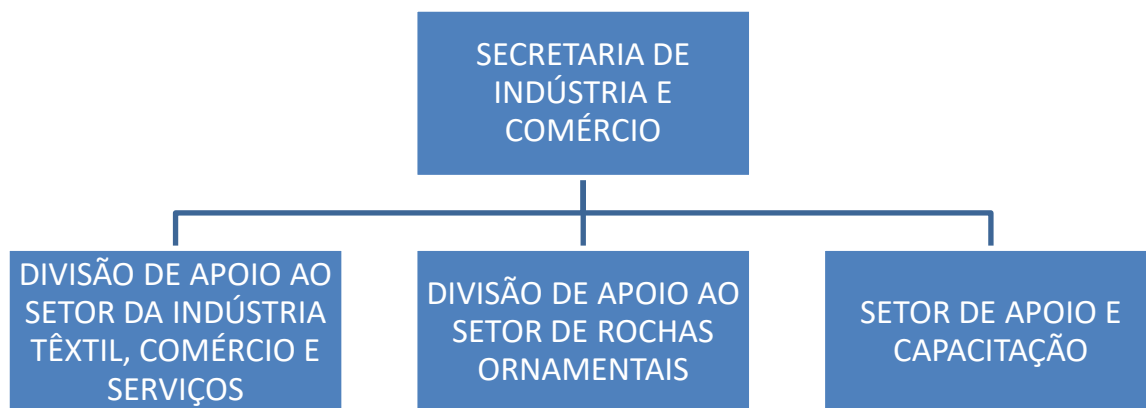 SECRETARIA DE
INDÚSTRIA E
COMÉRCIO
DIVISÃO DE APOIO AO
SETOR DA INDÚSTRIA
TÊXTIL, COMÉRCIO E
SERVIÇOS
DIVISÃO DE APOIO AO
SETOR DE ROCHAS
ORNAMENTAIS
SETOR DE APOIO E
CAPACITAÇÃO